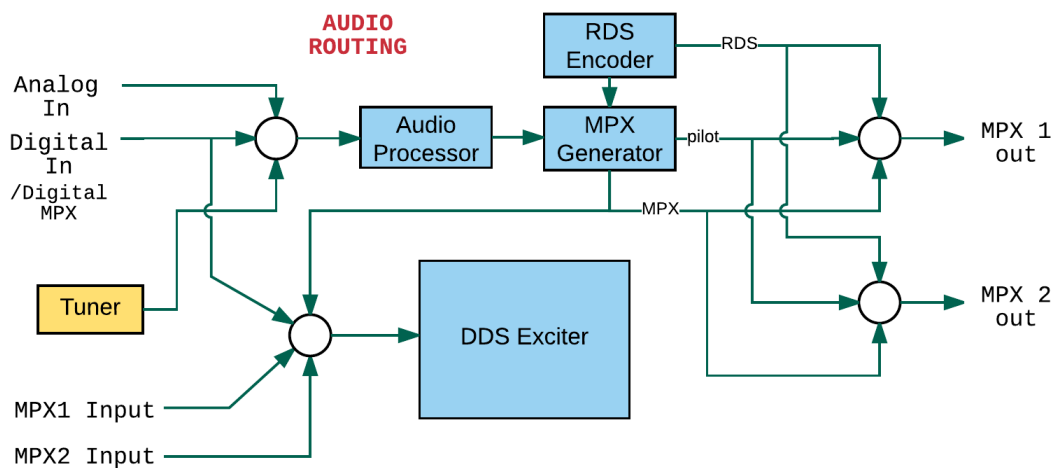 AUDIO
ROUTING
RDS
Encoder
RDS
Analog
In
Digital
In
/Digital
MPX
Audio
Processor
MPX
Generator
pilot
MPX 1
out
MPX
Tuner
DDS Exciter
MPX 2
out
MPX1 Input
MPX2 Input